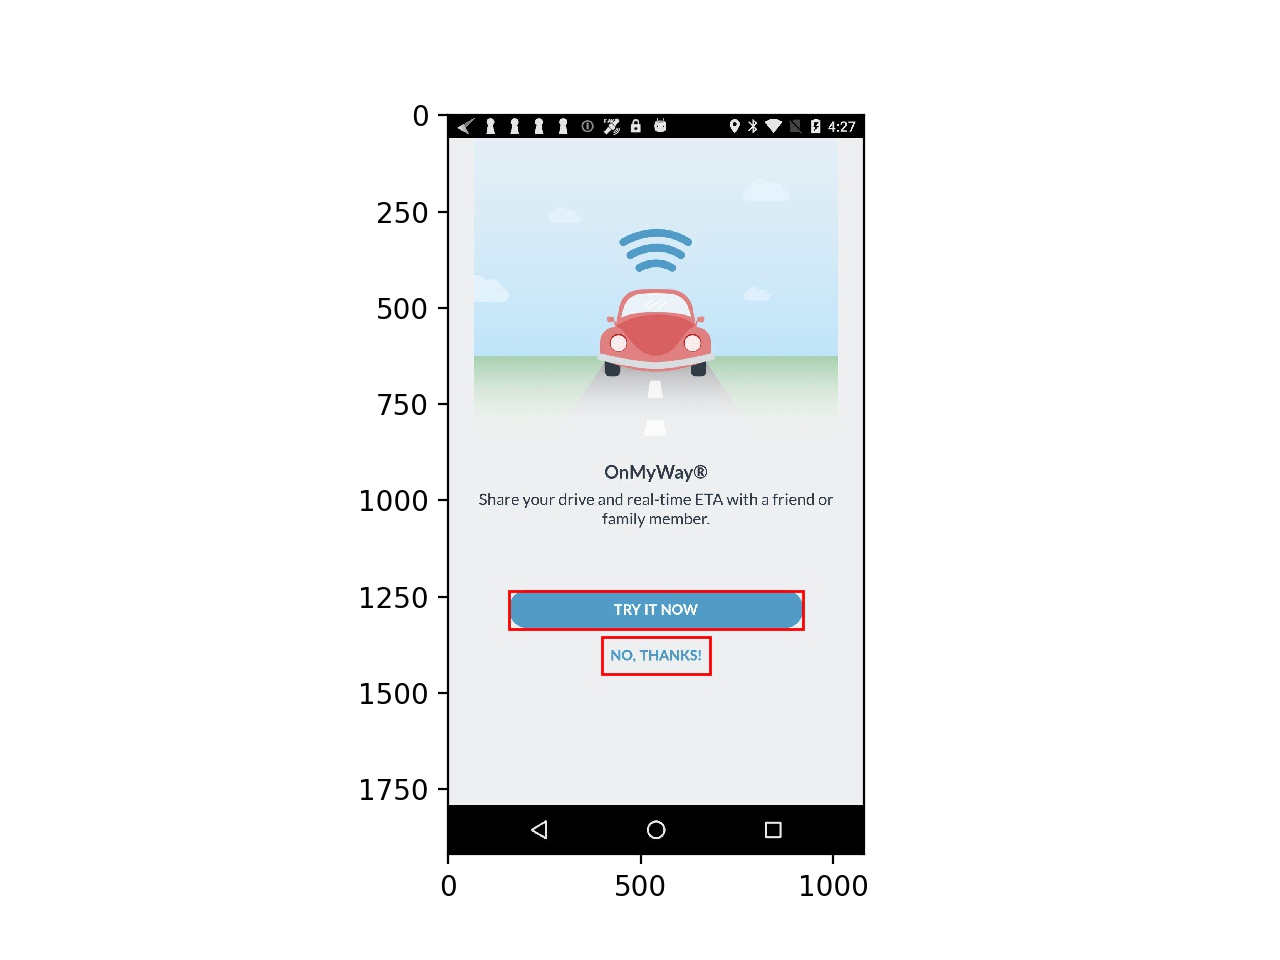 0
250
500
750
1000
1250
1500
1750
4:27
OnMyWay®
Share your drive and real-time ETA with a friend or
family member.
TRY IT NOW
NO, THANKS!
0
500
1000